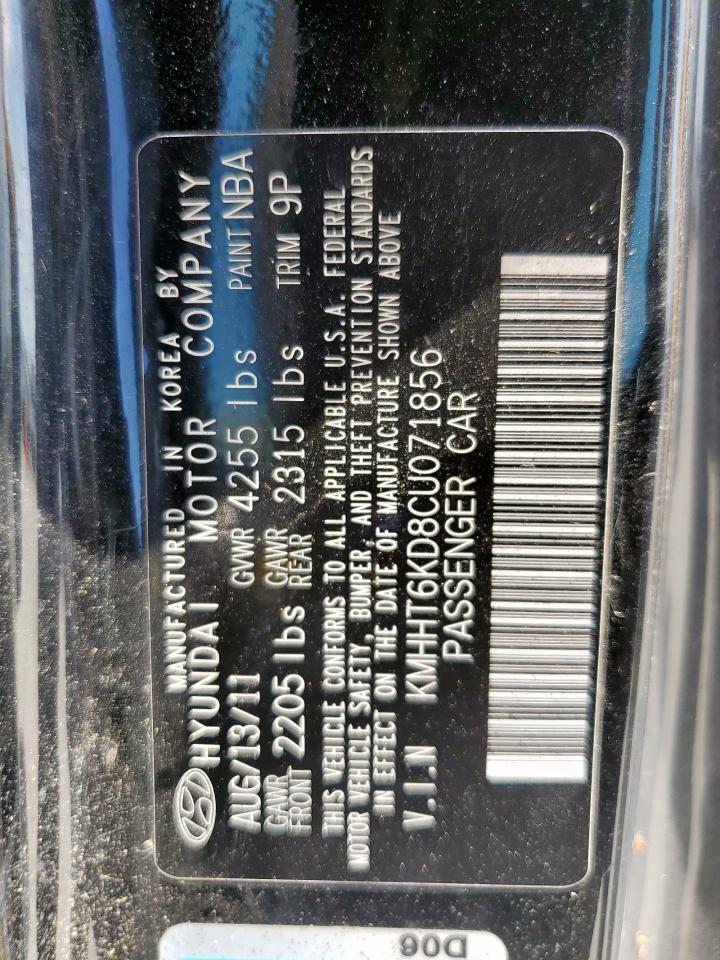 MANUFACTURED IN KOREA BY
HYUNDAI MOTOR COMPANY
AUG/13/11 GVWR 4255 lbs PAINT NBA
GAWR FRONT 2205 lbs GAWR REAR 2315 lbs TRIM 9P
THIS VEHICLE CONFORMS TO ALL APPLICABLE U.S.A. FEDERAL
MOTOR VEHICLE SAFETY, BUMPER, AND THEFT PREVENTION STANDARDS
IN EFFECT ON THE DATE OF MANUFACTURE SHOWN ABOVE
V.I.N KMHHT6KD8CU071856
PASSENGER CAR
D06